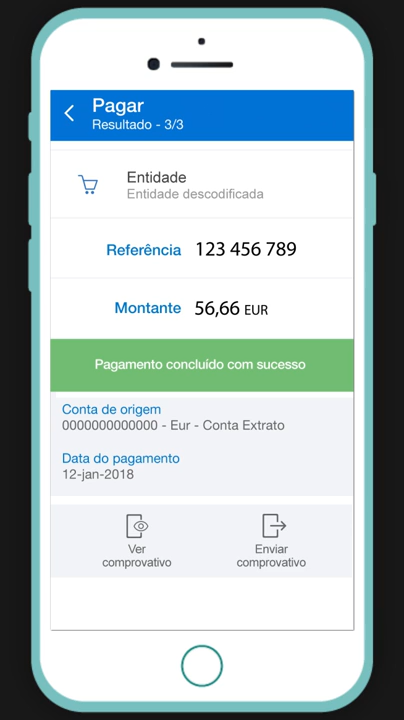 Pagar
Resultado - 3/3
Entidade
Entidade descodificada
Referência 123 456 789
Montante 56,66 EUR
Pagamento concluído com sucesso
Conta de origem
0000000000000 - Eur - Conta Extrato
Data do pagamento
12-jan-2018
Ver
comprovativo
Enviar
comprovativo